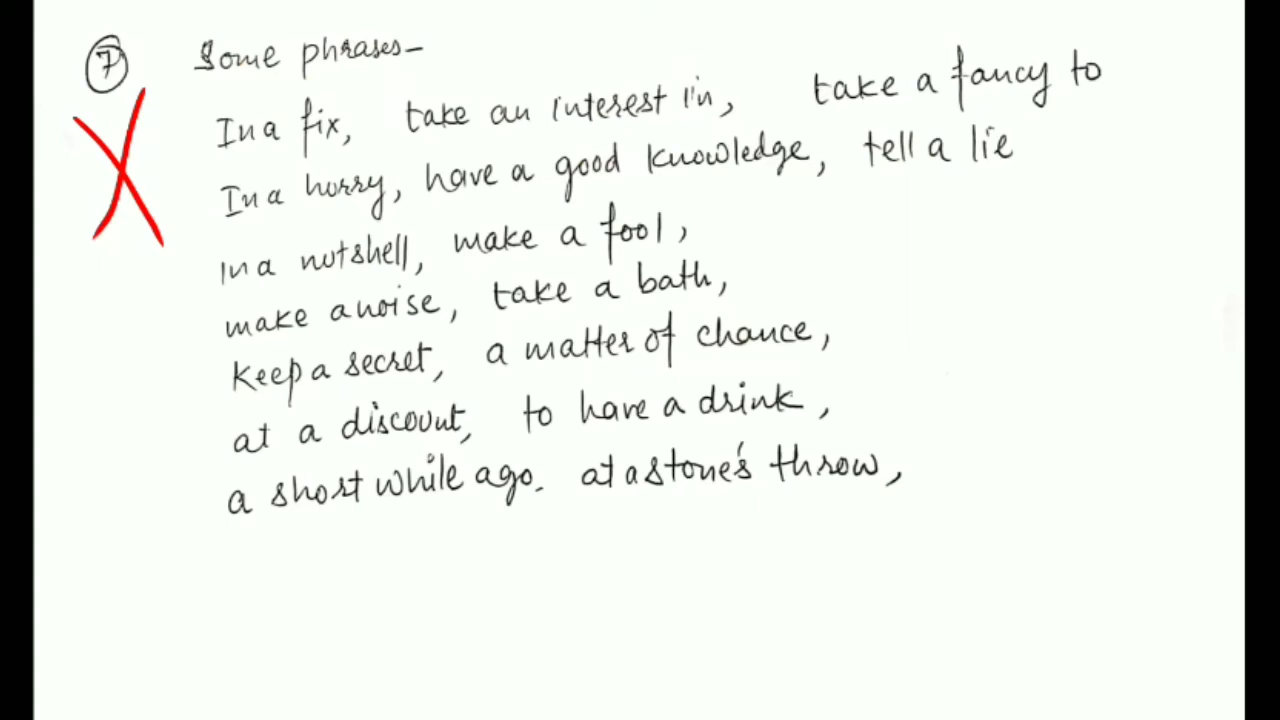 7 Some phrases-
In a fix, take an interest in, take a fancy to
In a hurry, have a good knowledge, tell a lie
In a nutshell, make a fool,
make a noise, take a bath,
Keep a secret, a matter of chance,
at a discount, to have a drink,
a short while ago. at a stone's throw,